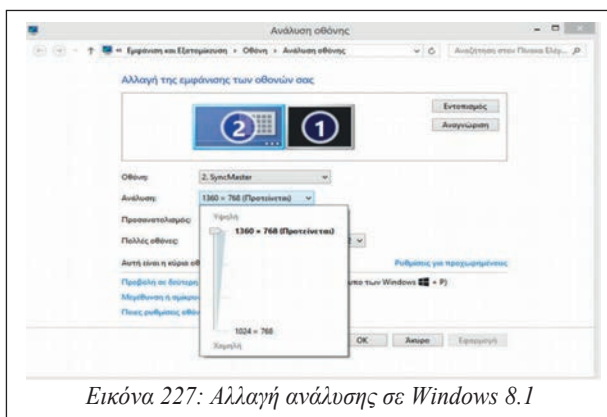 Ανάλυση οθόνης
« Εμφάνιση και Εξατομίκευση › Οθόνη › Ανάλυση οθόνης
Αναζήτηση στον Πίνακα Ελέγ...
Αλλαγή της εμφάνισης των οθονών σας
2
1
Εντοπισμός
Αναγνώριση
Οθόνη: 2. SyncMaster
Ανάλυση: 1360 × 768 (Προτείνεται)
Προσανατολισμός: Υψηλή
1360 × 768 (Προτείνεται)
Πολλές οθόνες:
Αυτή είναι η κύρια Ρυθμίσεις για προχωρημένους
Προβολή σε δεύτερη των Windows + P)
Μεγέθυνση ή
Ποιες ρυθμίσεις
1024 × 768
Χαμηλή
OK Άκυρο Εφαρμογή
Εικόνα 227: Αλλαγή ανάλυσης σε Windows 8.1